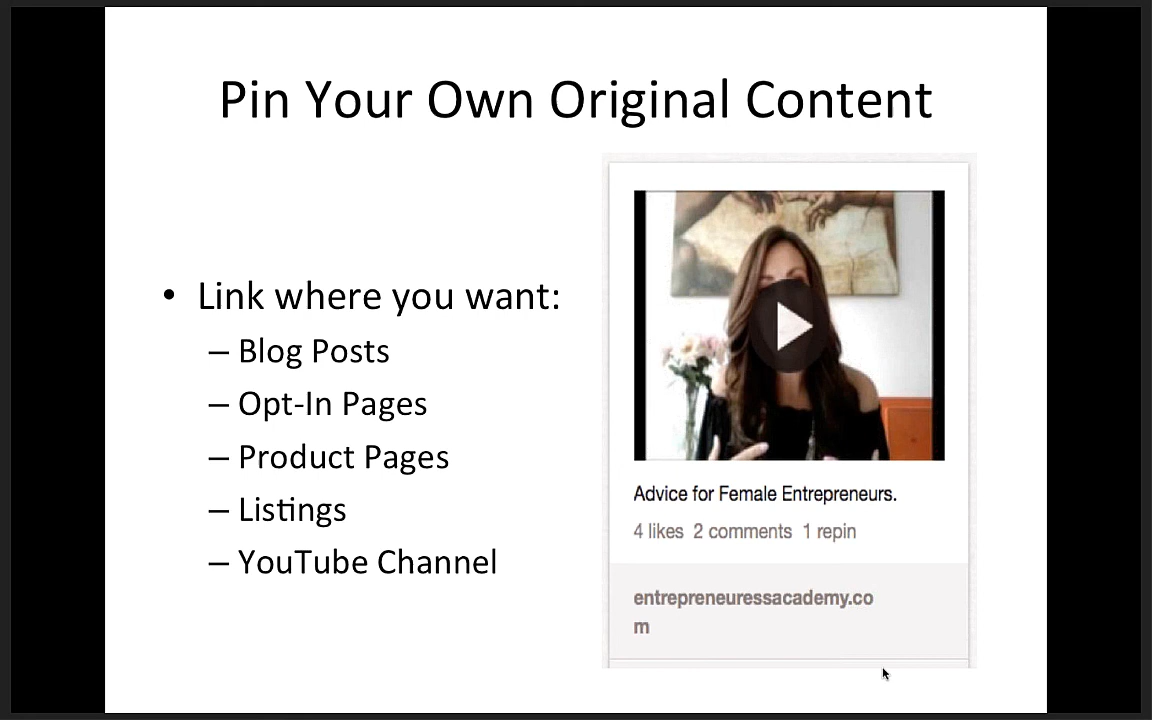 Pin Your Own Original Content
• Link where you want:
– Blog Posts
– Opt-In Pages
– Product Pages
– Listings
– YouTube Channel
Advice for Female Entrepreneurs.
4 likes 2 comments 1 repin
entrepreneuressacademy.co
m